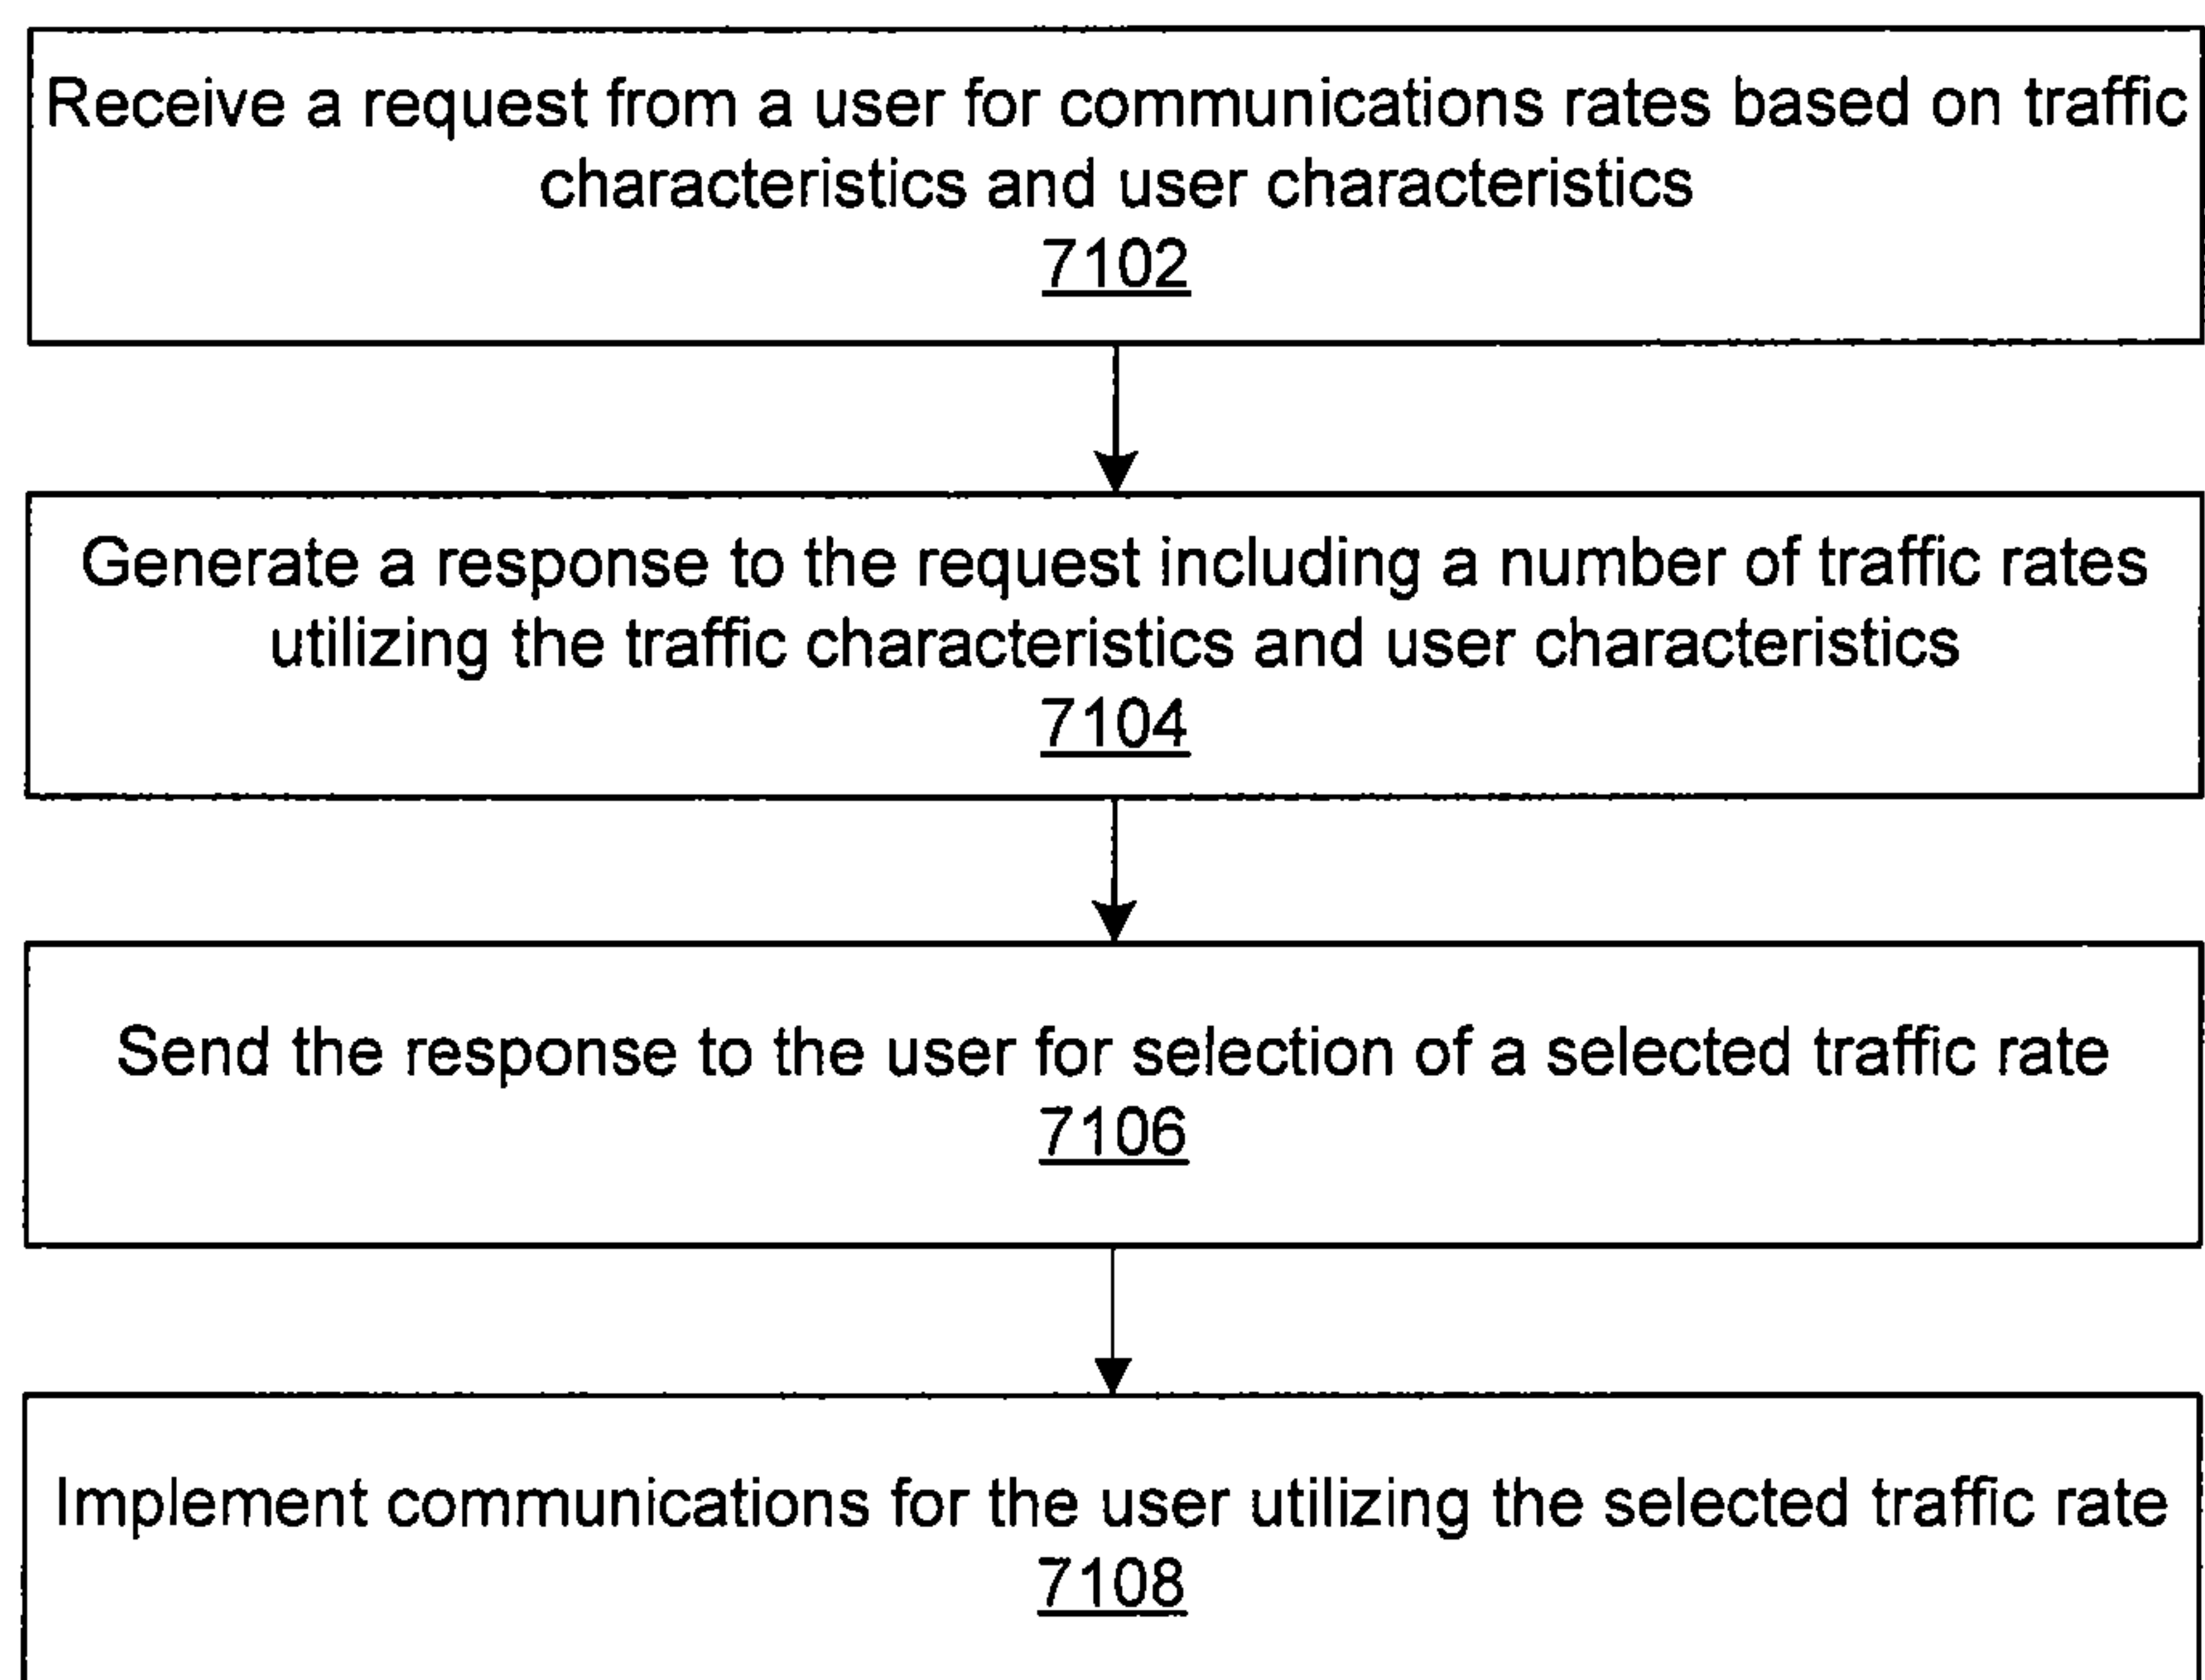 Receive a request from a user for communications rates based on traffic
characteristics and user characteristics
7102
Generate a response to the request including a number of traffic rates
utilizing the traffic characteristics and user characteristics
7104
Send the response to the user for selection of a selected traffic rate
7106
Implement communications for the user utilizing the selected traffic rate
7108